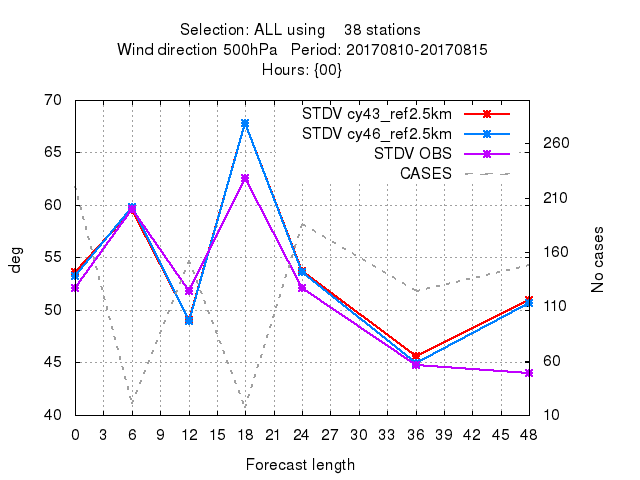 Selection: ALL using    38 stations
Wind direction 500hPa   Period: 20170810-20170815
Hours: {00}
70
65
60
55
50
45
40
deg
STDV cy43_ref2.5km
STDV cy46_ref2.5km
STDV OBS
CASES
260
210
160
110
60
10
No cases
0 3 6 9 12 15 18 21 24 27 30 33 36 39 42 45 48
Forecast length